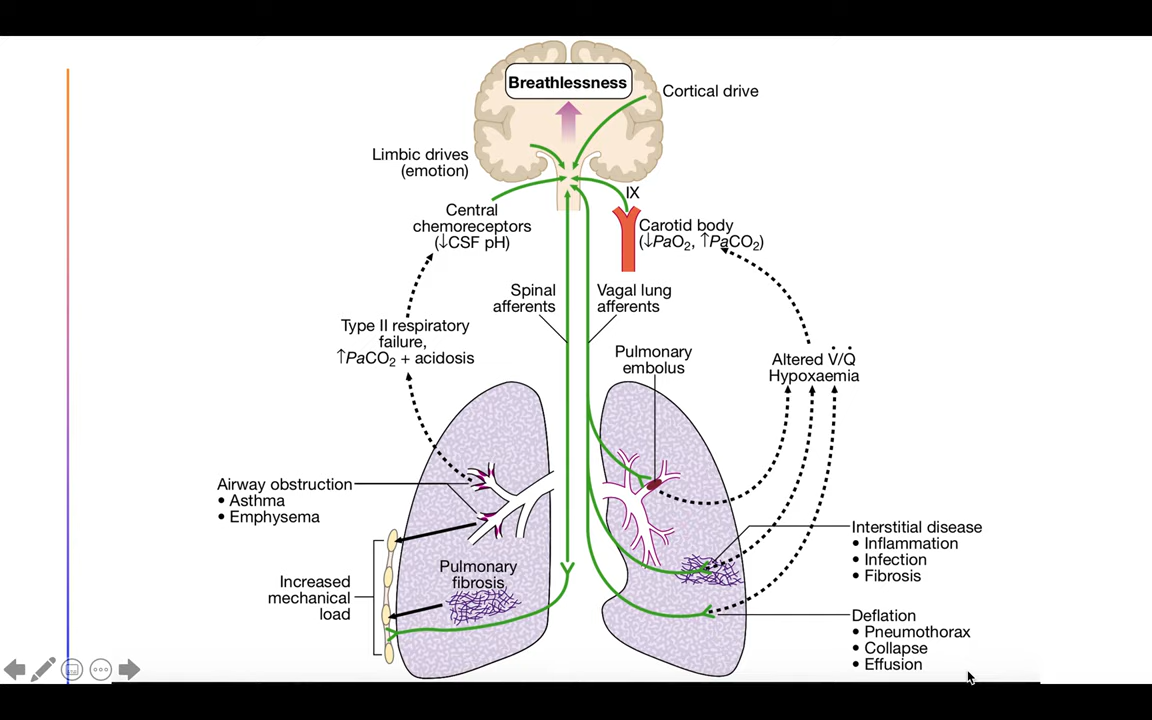 Breathlessness
Cortical drive
Limbic drives
(emotion)
IX
Central
chemoreceptors
(↓CSF pH)
Carotid body
(↓PaO₂, ↑PaCO₂)
Spinal
afferents
Vagal lung
afferents
Type II respiratory
failure,
↑PaCO₂ + acidosis
Pulmonary
embolus
Altered V̇/Q̇
Hypoxaemia
Airway obstruction
• Asthma
• Emphysema
Increased
mechanical
load
Pulmonary
fibrosis
Interstitial disease
• Inflammation
• Infection
• Fibrosis
Deflation
• Pneumothorax
• Collapse
• Effusion